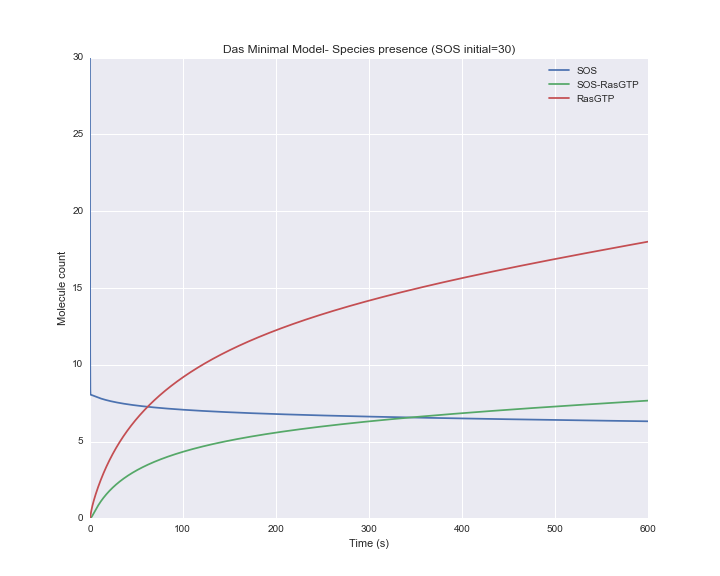 Das Minimal Model- Species presence (SOS initial=30)
SOS
SOS-RasGTP
RasGTP
30
25
20
15
10
5
0
Molecule count
0 100 200 300 400 500 600
Time (s)